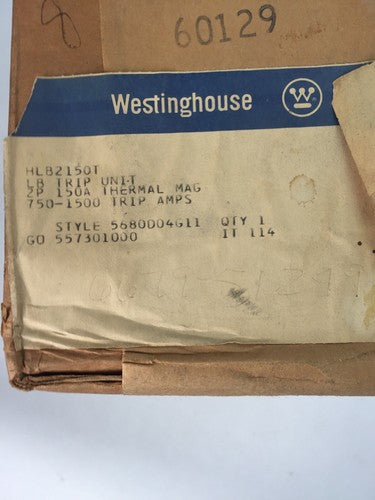 8
60129
Westinghouse W
HLB2150T
LB TRIP UNIT
2P 150A THERMAL MAG
750-1500 TRIP AMPS
STYLE 5680D04G11 QTY 1
GO 557301000 IT 114